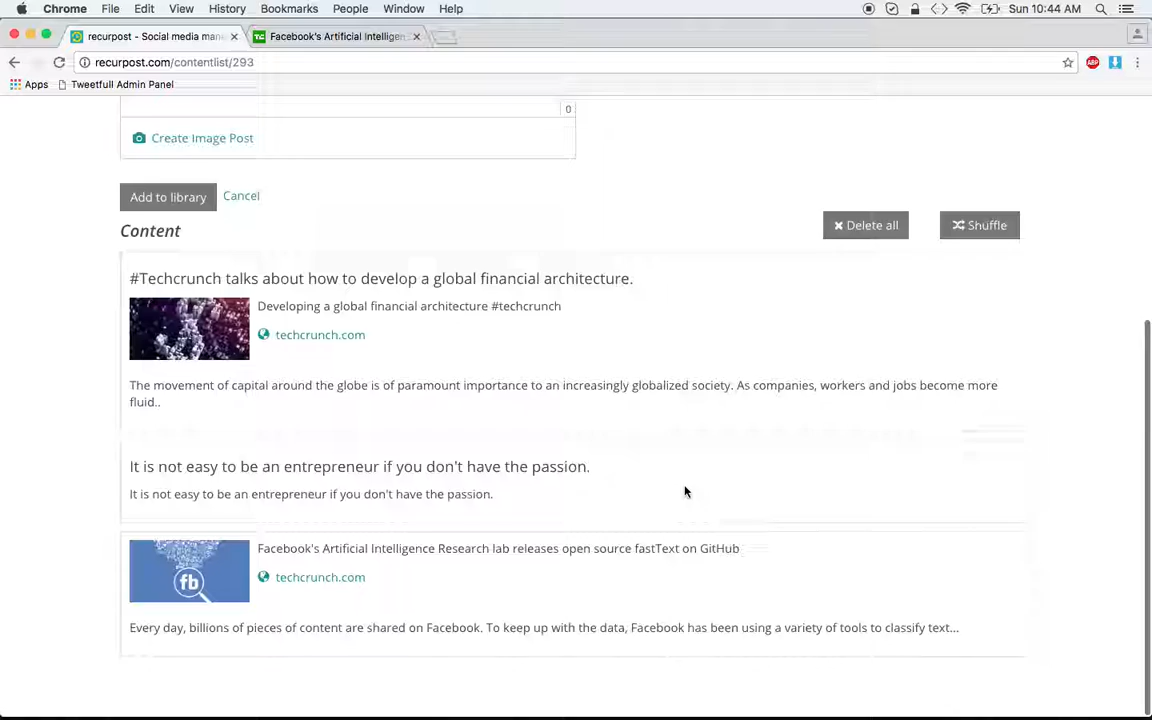 Chrome File Edit View History Bookmarks People Window Help Sun 10:44 AM
recurpost - Social media man Facebook's Artificial Intelligen
recurpost.com/contentlist/293 ABP
Apps Tweetfull Admin Panel
0
Create Image Post
Add to library Cancel
Content Delete all Shuffle
#Techcrunch talks about how to develop a global financial architecture.
Developing a global financial architecture #techcrunch
techcrunch.com
The movement of capital around the globe is of paramount importance to an increasingly globalized society. As companies, workers and jobs become more
fluid..
It is not easy to be an entrepreneur if you don't have the passion.
It is not easy to be an entrepreneur if you don't have the passion.
Facebook's Artificial Intelligence Research lab releases open source fastText on GitHub
fb
techcrunch.com
Every day, billions of pieces of content are shared on Facebook. To keep up with the data, Facebook has been using a variety of tools to classify text...